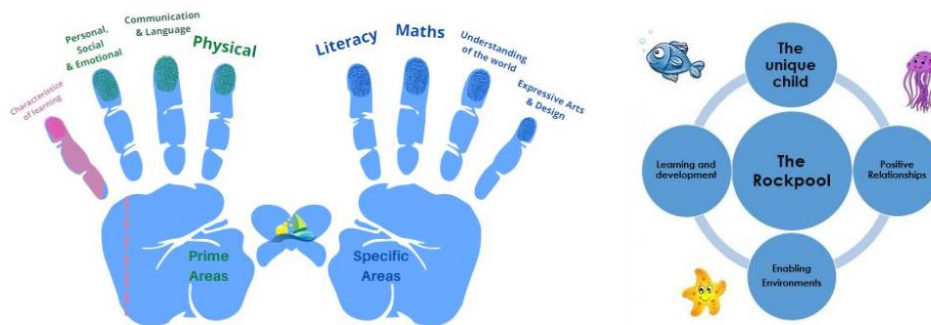 Characteristics
of learning
Personal,
Social
& Emotional
Communication
& Language
Physical
Literacy
Maths
Understanding
of the world
Expressive Arts
& Design
Prime
Areas
Specific
Areas
The
unique
child
Learning and
development
The
Rockpool
Positive
Relationships
Enabling
Environments